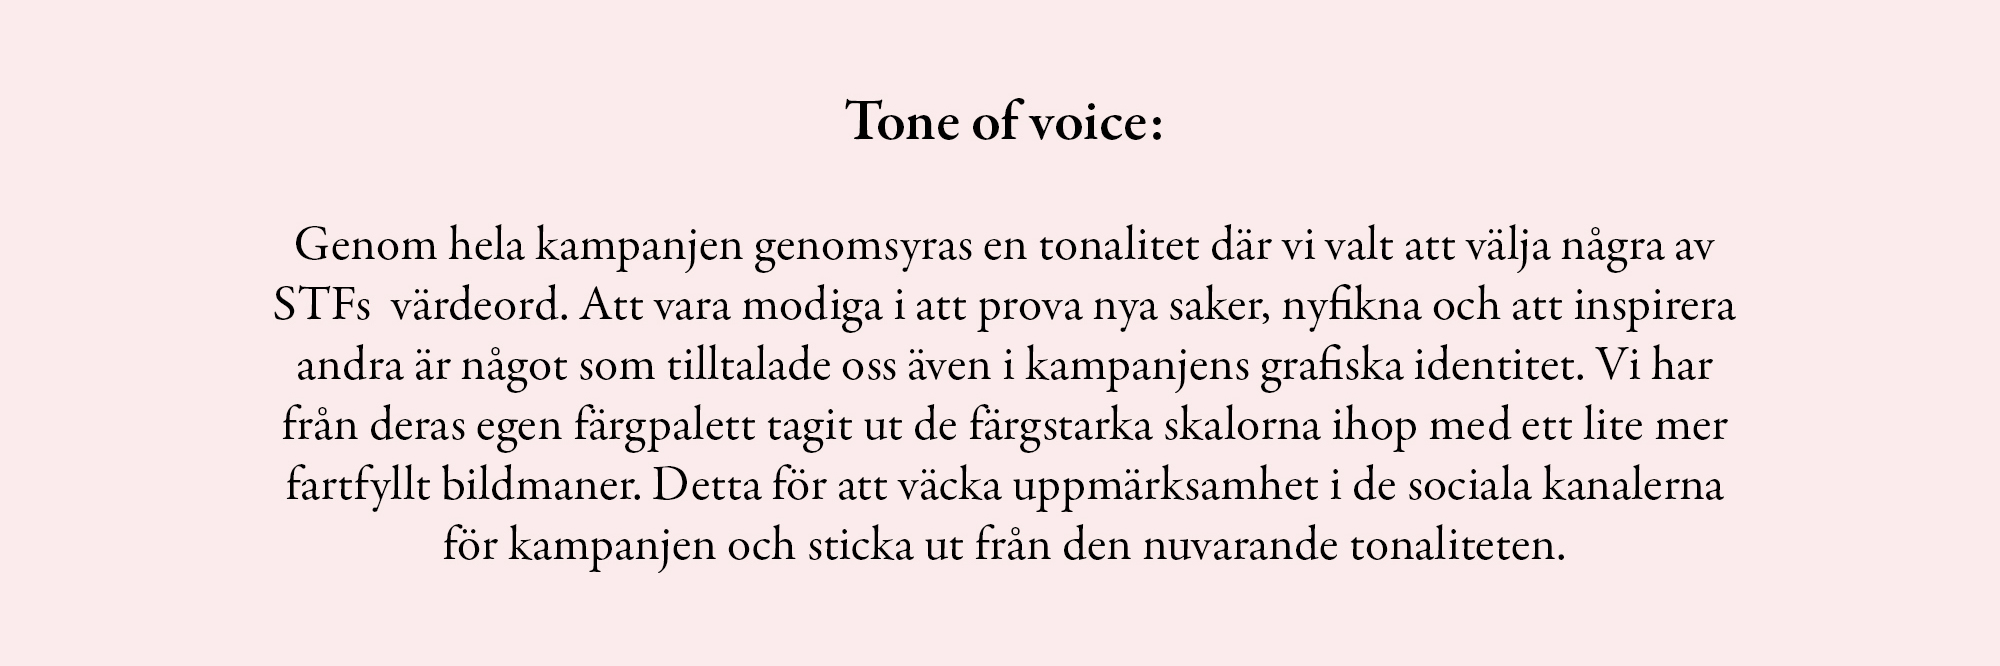 Tone of voice:
Genom hela kampanjen genomsyras en tonalitet där vi valt att välja några av
STFs  värdeord. Att vara modiga i att prova nya saker, nyfikna och att inspirera
andra är något som tilltalade oss även i kampanjens grafiska identitet. Vi har
från deras egen färgpalett tagit ut de färgstarka skalorna ihop med ett lite mer
fartfyllt bildmaner. Detta för att väcka uppmärksamhet i de sociala kanalerna
för kampanjen och sticka ut från den nuvarande tonaliteten.